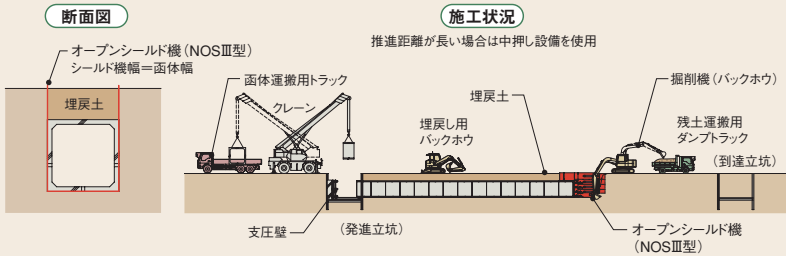 断面図
オープンシールド機(NOSⅢ型)
シールド機幅=函体幅
埋戻土
施工状況
推進距離が長い場合は中押し設備を使用
函体運搬用トラック
クレーン
埋戻し用
バックホウ
埋戻土
掘削機(バックホウ)
残土運搬用
ダンプトラック
(到達立坑)
支圧壁
(発進立坑)
オープンシールド機
(NOSⅢ型)